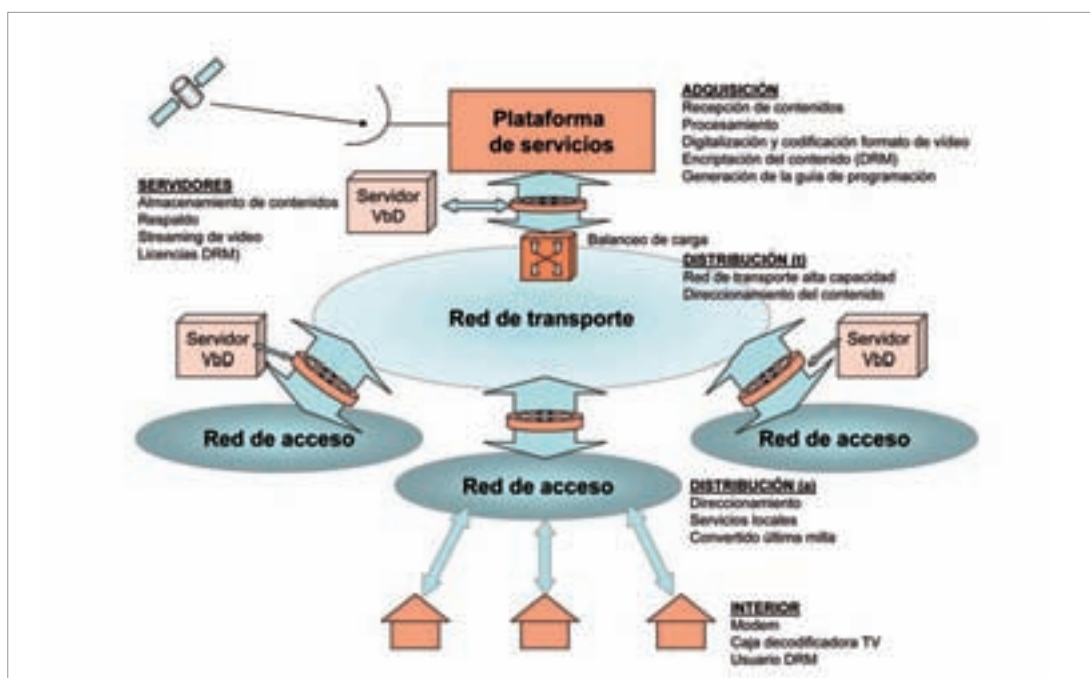 Plataforma
de servicios
ADQUISICIÓN
Recepción de contenidos
Procesamiento
Digitalización y codificación formato de vídeo
Encriptación del contenido (DRM)
Generación de la guía de programación
SERVIDORES
Almacenamiento de contenidos
Respaldo
Streaming de video
Licencias DRM)
Servidor
VbD
Balanceo de carga
DISTRIBUCIÓN (t)
Red de transporte alta capacidad
Direccionamiento del contenido
Red de transporte
Servidor
VbD
Servidor
VbD
Red de acceso
Red de acceso
Red de acceso
DISTRIBUCIÓN (a)
Direccionamiento
Servicios locales
Convertido última milla
INTERIOR
Modem
Caja decodificadora TV
Usuario DRM